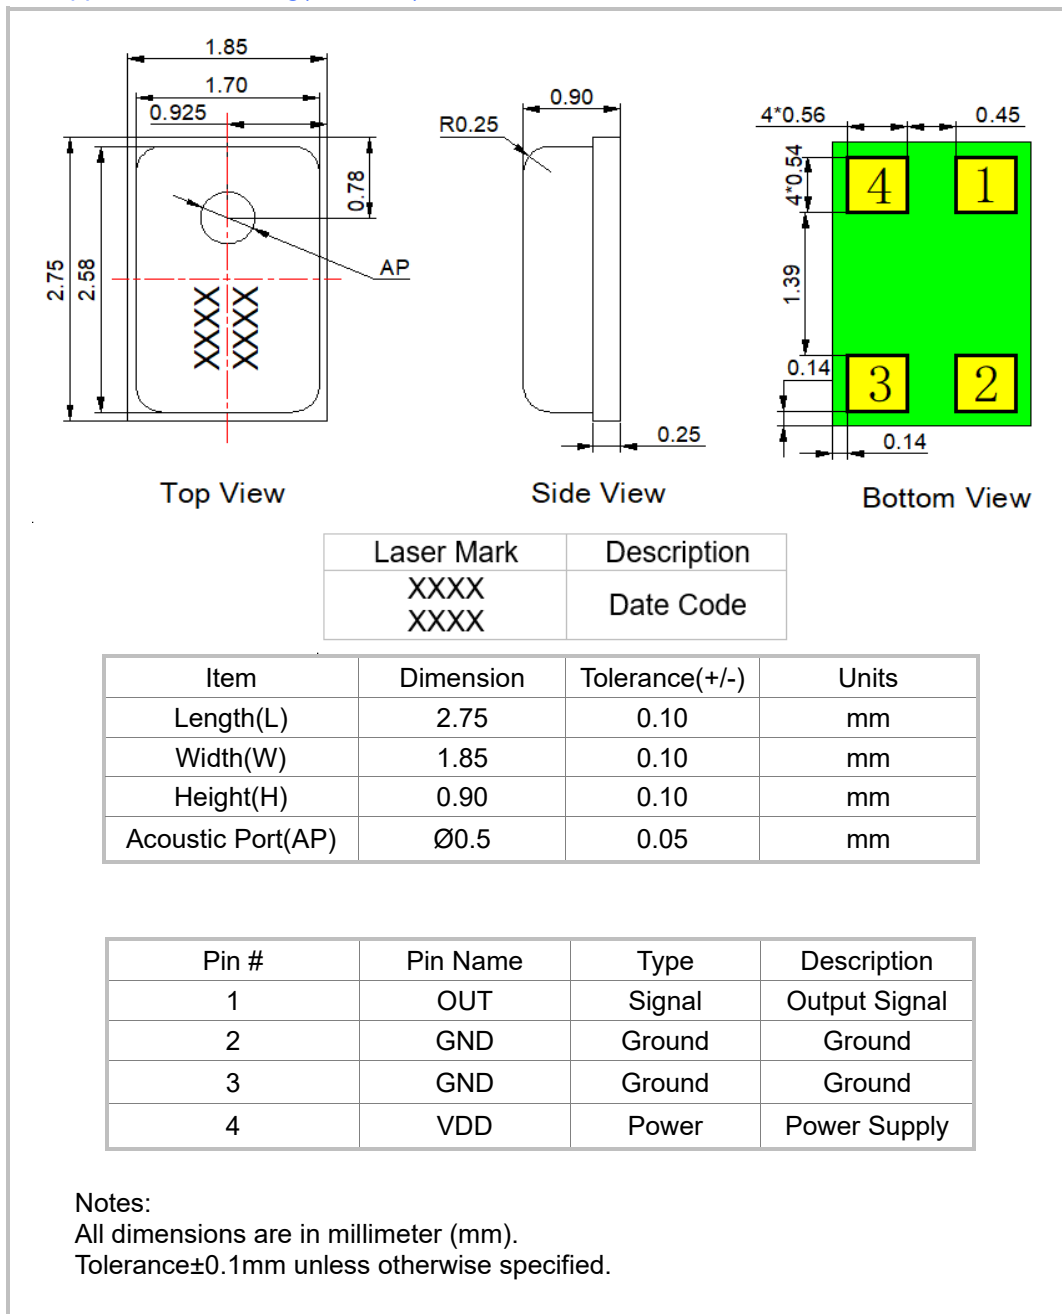 1.85
1.70
0.925
0.78
2.75
2.58
AP
XXXX
XXXX
Top View
0.90
R0.25
0.25
Side View
4*0.56
0.45
4*0.54
4
1
1.39
0.14
3
2
0.14
Bottom View
Laser Mark Description
XXXX
XXXX
Date Code
Item Dimension Tolerance(+/-) Units
Length(L) 2.75 0.10 mm
Width(W) 1.85 0.10 mm
Height(H) 0.90 0.10 mm
Acoustic Port(AP) Ø0.5 0.05 mm
Pin # Pin Name Type Description
1 OUT Signal Output Signal
2 GND Ground Ground
3 GND Ground Ground
4 VDD Power Power Supply
Notes:
All dimensions are in millimeter (mm).
Tolerance±0.1mm unless otherwise specified.